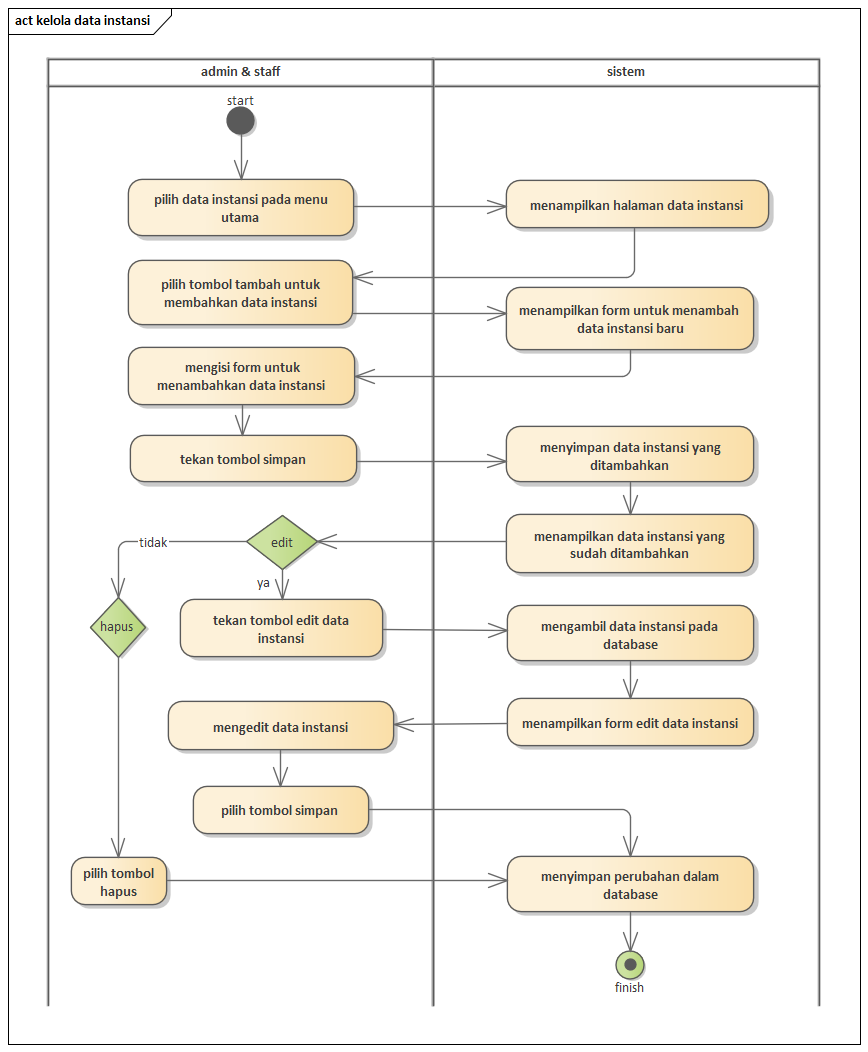 act kelola data instansi
admin & staff
sistem
start
pilih data instansi pada menu
utama
menampilkan halaman data instansi
pilih tombol tambah untuk
membahkan data instansi
menampilkan form untuk menambah
data instansi baru
mengisi form untuk
menambahkan data instansi
tekan tombol simpan
menyimpan data instansi yang
ditambahkan
menampilkan data instansi yang
sudah ditambahkan
edit
tidak
ya
hapus
tekan tombol edit data
instansi
mengambil data instansi pada
database
menampilkan form edit data instansi
mengedit data instansi
pilih tombol simpan
pilih tombol
hapus
menyimpan perubahan dalam
database
finish